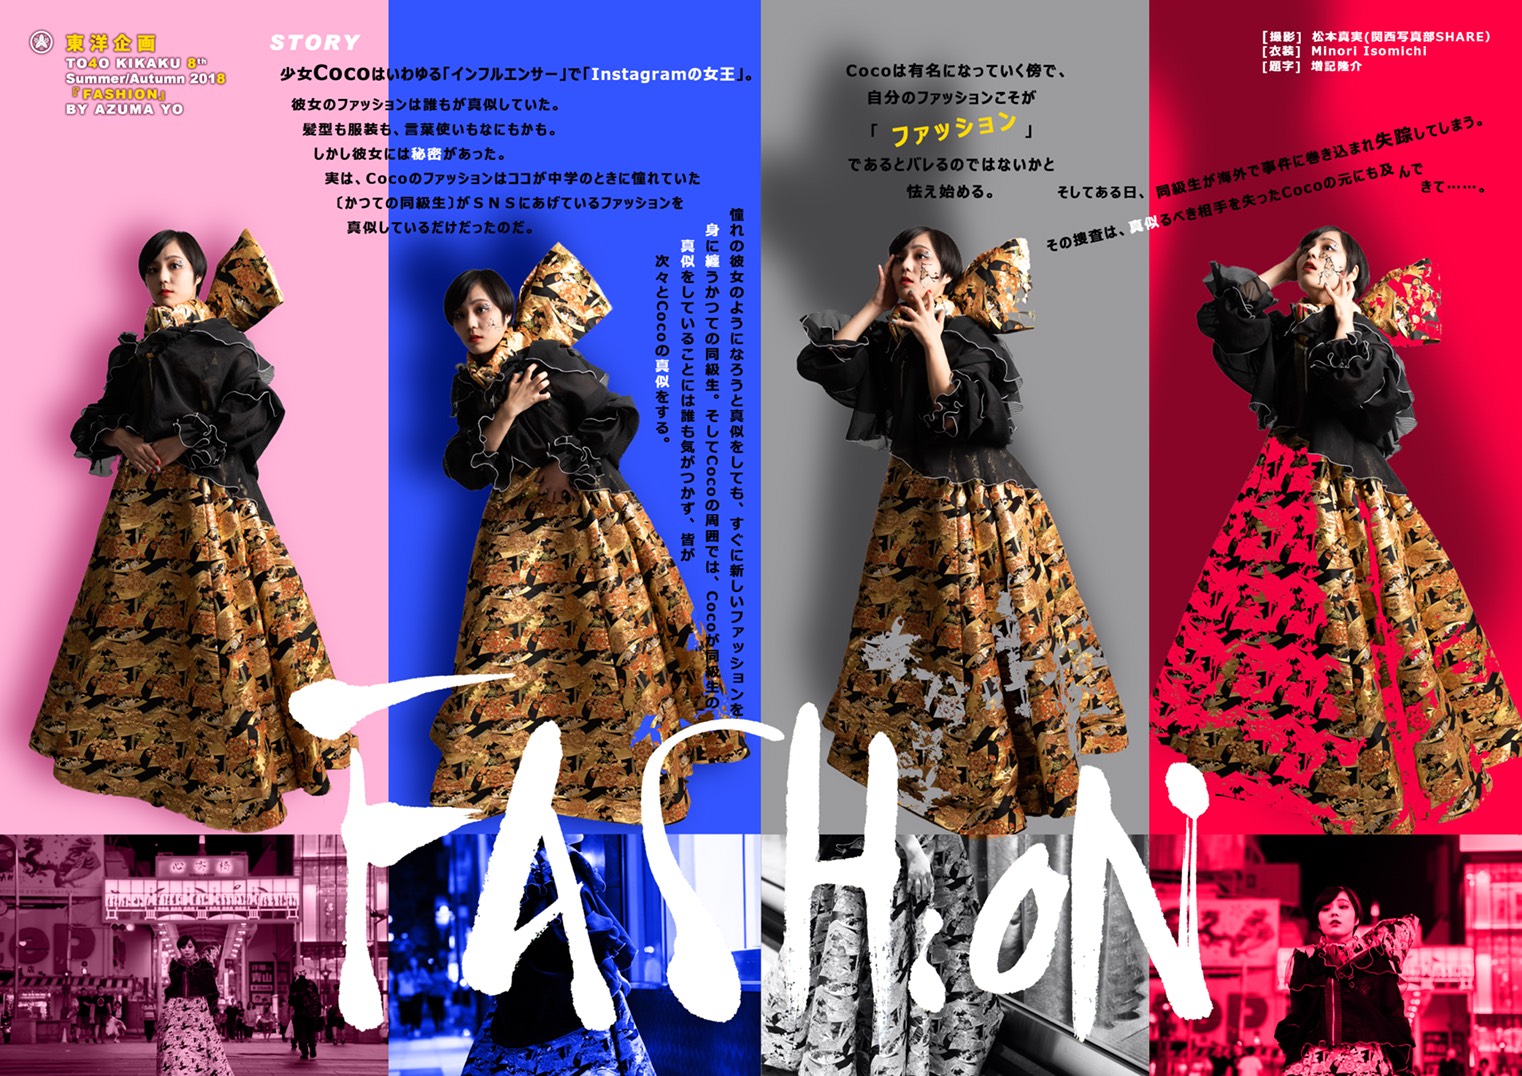 東洋企画
TO4O KIKAKU 8th
Summer/Autumn 2018
『FASHION』
BY AZUMA YO
STORY
少女Cocoはいわゆる「インフルエンサー」で「Instagramの女王」。
彼女のファッションは誰もが真似していた。
髪型も服装も、言葉使いもなにもかも。
しかし彼女には秘密があった。
実は、Cocoのファッションはココが中学のときに憧れていた
〔かつての同級生〕がＳＮＳにあげているファッションを
真似しているだけだったのだ。
憧れの彼女のようになろうと真似をしても、すぐに新しいファッションを
身に纏うかつての同級生。そしてCocoの周囲では、Cocoが同級生の
真似をしていることには誰も気がつかず、皆が
次々とCocoの真似をする。
Cocoは有名になっていく傍で、
自分のファッションこそが
「ファッション」
であるとバレるのではないかと
怯え始める。
そしてある日、同級生が海外で事件に巻き込まれ失踪してしまう。
その捜査は、真似るべき相手を失ったCocoの元にも及んで
きて……。
[撮影] 松本真実(関西写真部SHARE)
[衣装] Minori Isomichi
[題字] 増記隆介
FASH:ON
心斎橋